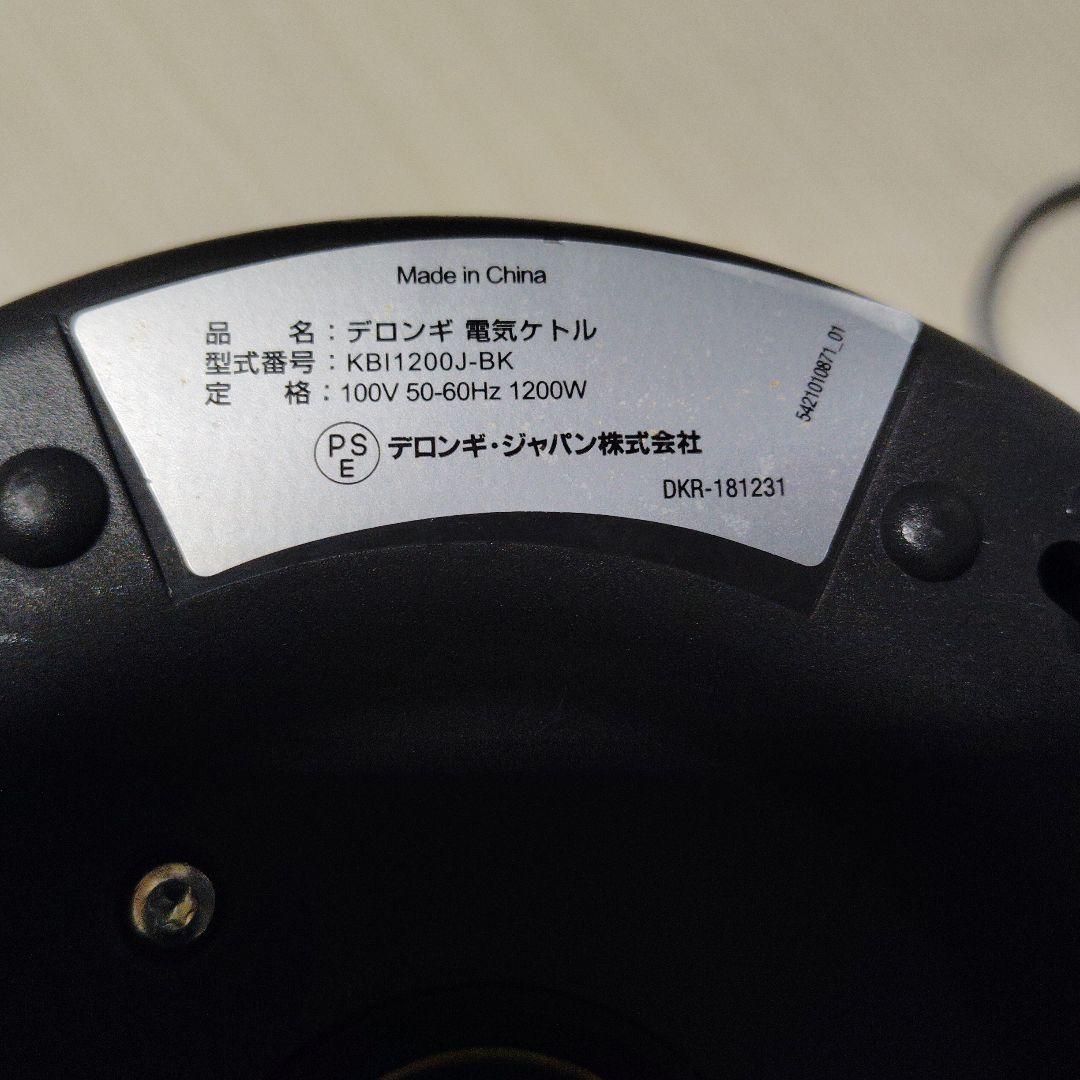 Made in China
品 名：デロンギ 電気ケトル
型式番号：KBI1200J-BK
定 格：100V 50-60Hz 1200W
5421010871_01
PSE デロンギ・ジャパン株式会社
DKR-181231